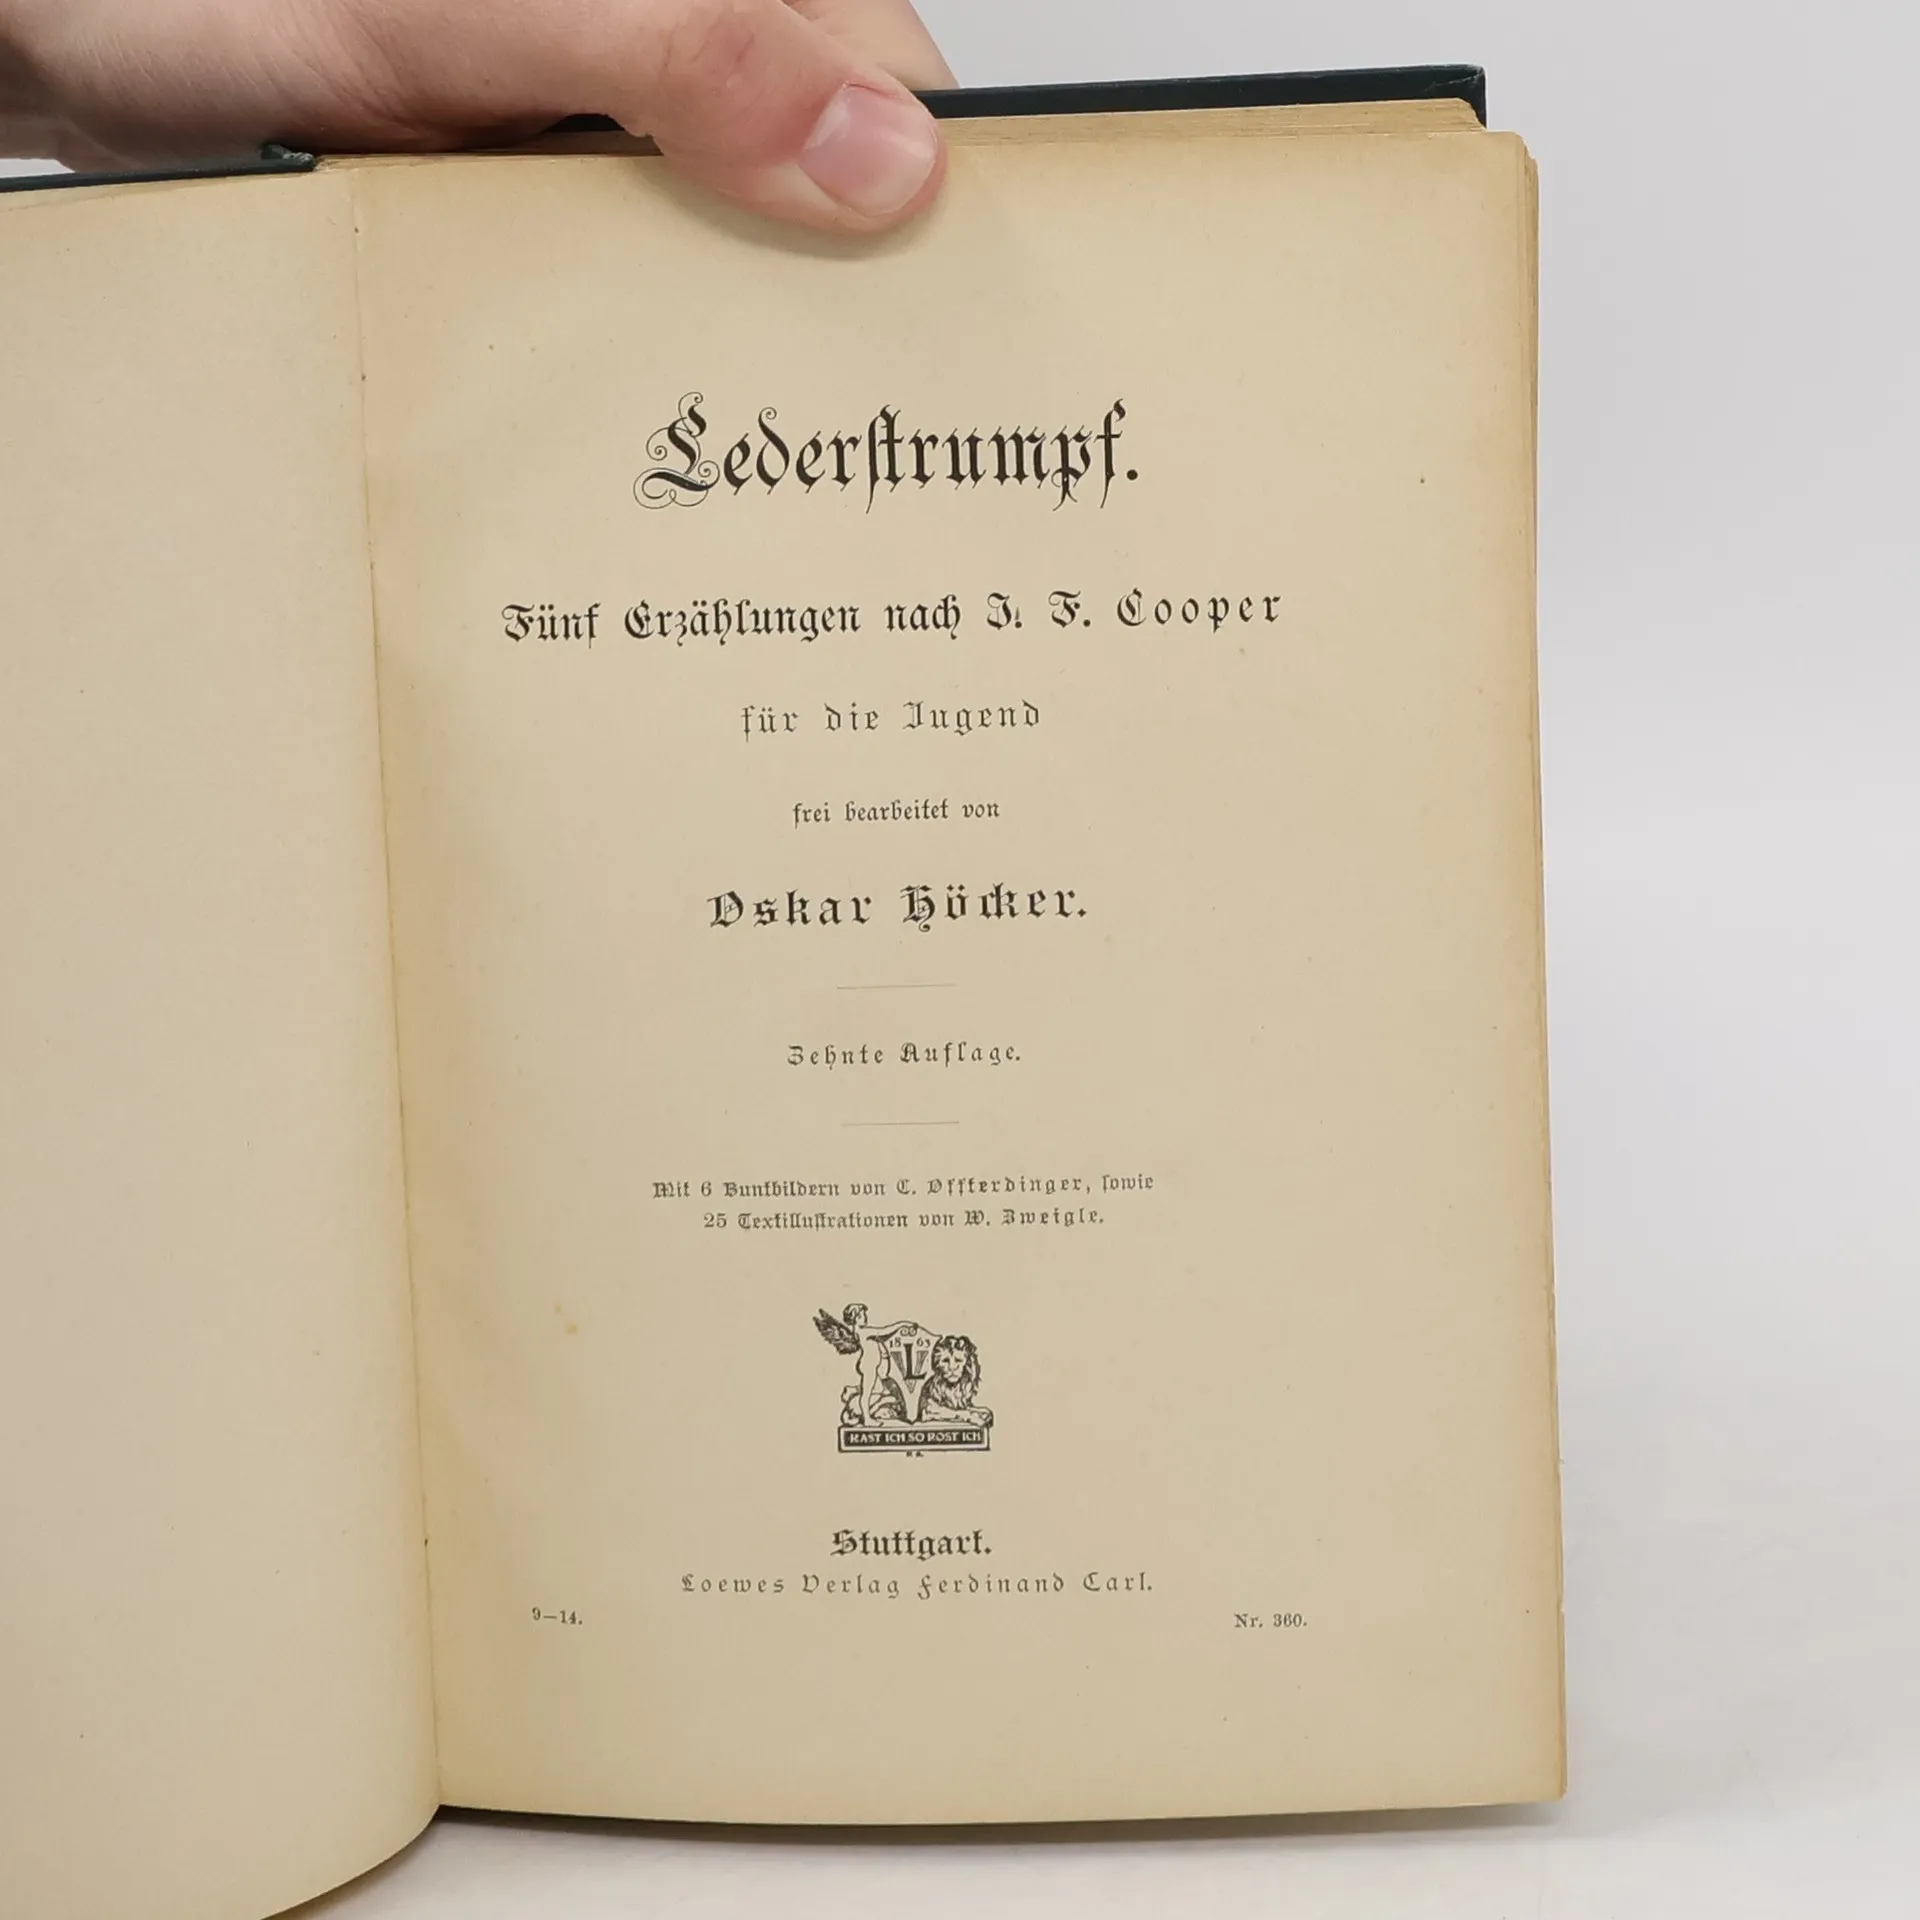 Lederstrumpf.
Fünf Erzählungen nach J. F. Cooper
für die Jugend
frei bearbeitet von
Oskar Höcker.
Zehnte Auflage.
Mit 6 Buntbildern von C. Offterdinger, sowie
25 Textillustrationen von W. Zweigle.
18 63
L
RAST ICH SO ROST ICH
Stuttgart.
Loewes Verlag Ferdinand Carl.
9—14. Nr. 360.